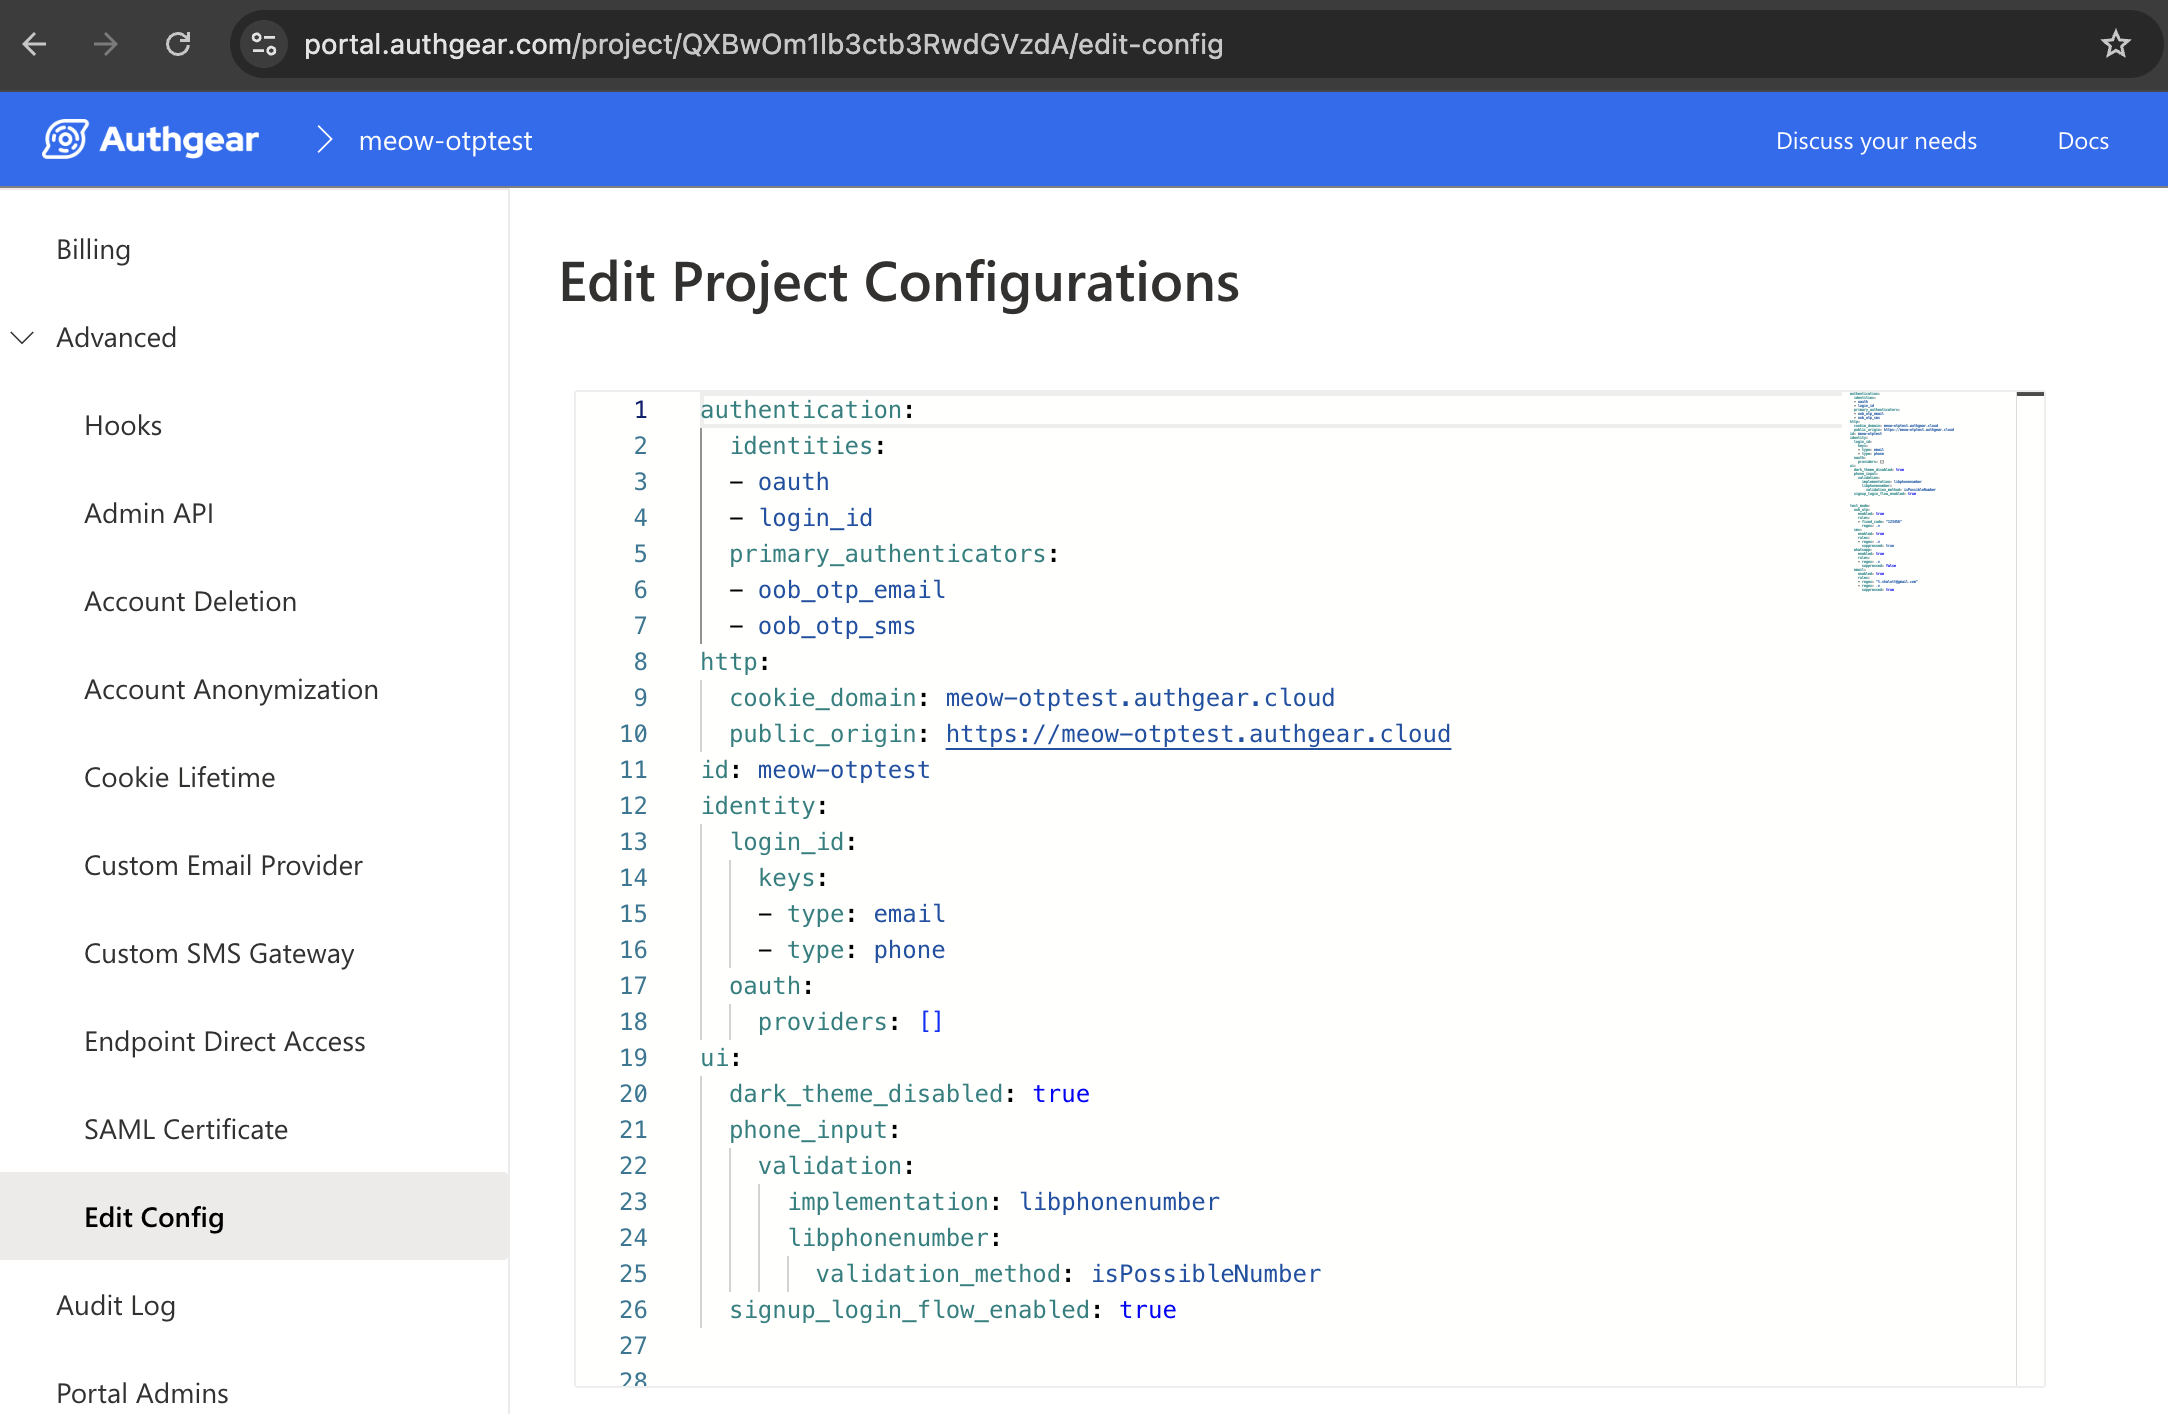 portal.authgear.com/project/QXBwOm1lb3ctb3RwdGVzdA/edit-config
Authgear
meow-otptest
Discuss your needs
Docs
Billing
Advanced
Hooks
Admin API
Account Deletion
Account Anonymization
Cookie Lifetime
Custom Email Provider
Custom SMS Gateway
Endpoint Direct Access
SAML Certificate
Edit Config
Audit Log
Portal Admins
Edit Project Configurations
1 authentication:
2   identities:
3   - oauth
4   - login_id
5   primary_authenticators:
6   - oob_otp_email
7   - oob_otp_sms
8 http:
9   cookie_domain: meow-otptest.authgear.cloud
10   public_origin: https://meow-otptest.authgear.cloud
11 id: meow-otptest
12 identity:
13   login_id:
14     keys:
15     - type: email
16     - type: phone
17   oauth:
18     providers: []
19 ui:
20   dark_theme_disabled: true
21   phone_input:
22     validation:
23       implementation: libphonenumber
24       libphonenumber:
25         validation_method: isPossibleNumber
26   signup_login_flow_enabled: true
27
28